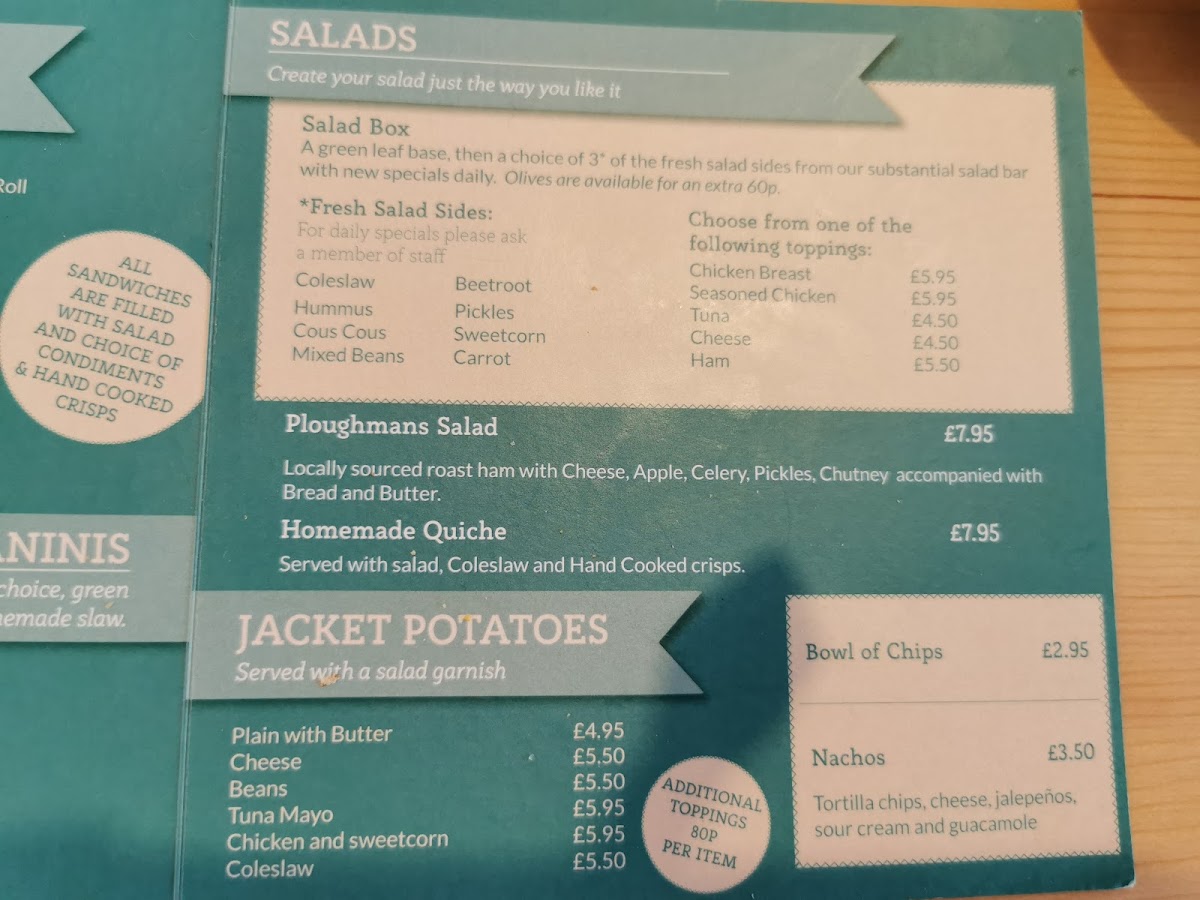 Roll
ALL
SANDWICHES
ARE FILLED
WITH SALAD
AND CHOICE OF
CONDIMENTS
& HAND COOKED
CRISPS
ANINIS
choice, green
hemade slaw.
SALADS
Create your salad just the way you like it
Salad Box
A green leaf base, then a choice of 3* of the fresh salad sides from our substantial salad bar
with new specials daily. Olives are available for an extra 60p.
*Fresh Salad Sides:
For daily specials please ask
a member of staff
Coleslaw
Hummus
Cous Cous
Mixed Beans
Beetroot
Pickles
Sweetcorn
Carrot
Choose from one of the
following toppings:
Chicken Breast £5.95
Seasoned Chicken £5.95
Tuna £4.50
Cheese £4.50
Ham £5.50
Ploughmans Salad £7.95
Locally sourced roast ham with Cheese, Apple, Celery, Pickles, Chutney accompanied with
Bread and Butter.
Homemade Quiche £7.95
Served with salad, Coleslaw and Hand Cooked crisps.
JACKET POTATOES
Served with a salad garnish
Plain with Butter £4.95
Cheese £5.50
Beans £5.50
Tuna Mayo £5.95
Chicken and sweetcorn £5.95
Coleslaw £5.50
ADDITIONAL
TOPPINGS
80P
PER ITEM
Bowl of Chips £2.95
Nachos £3.50
Tortilla chips, cheese, jalepeños,
sour cream and guacamole